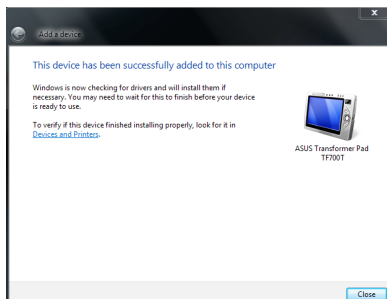 Add a device
This device has been successfully added to this computer
Windows is now checking for drivers and will install them if
necessary. You may need to wait for this to finish before your device
is ready to use.
To verify if this device finished installing properly, look for it in
Devices and Printers.
ASUS Transformer Pad
TF700T
Close